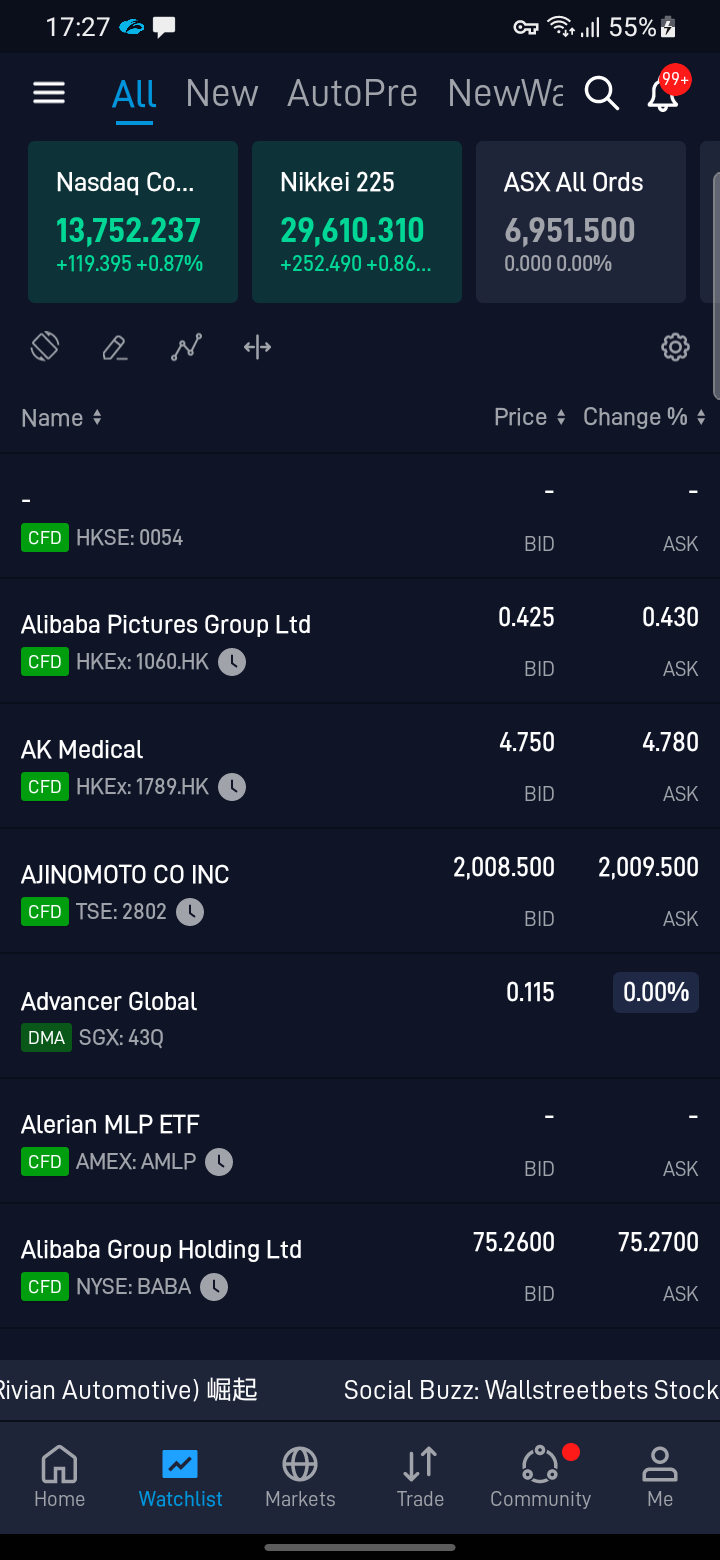 17:27 55%
All New AutoPre NewWa 99+
Nasdaq Co... Nikkei 225 ASX All Ords
13,752.237 29,610.310 6,951.500
+119.395 +0.87% +252.490 +0.86... 0.000 0.00%
Name Price Change %
- - -
CFD HKSE: 0054 BID ASK
Alibaba Pictures Group Ltd 0.425 0.430
CFD HKEx: 1060.HK BID ASK
AK Medical 4.750 4.780
CFD HKEx: 1789.HK BID ASK
AJINOMOTO CO INC 2,008.500 2,009.500
CFD TSE: 2802 BID ASK
Advancer Global 0.115 0.00%
DMA SGX: 43Q
Alerian MLP ETF - -
CFD AMEX: AMLP BID ASK
Alibaba Group Holding Ltd 75.2600 75.2700
CFD NYSE: BABA BID ASK
Rivian Automotive) 崛起 Social Buzz: Wallstreetbets Stock
Home Watchlist Markets Trade Community Me